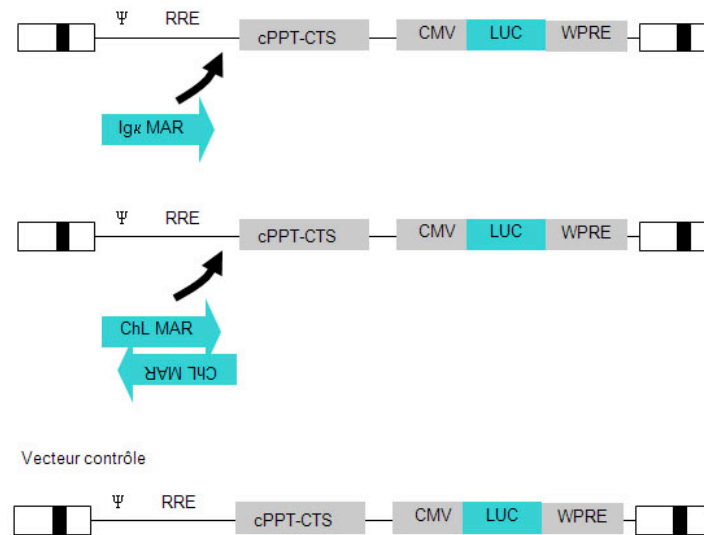 Ψ RRE
cPPT-CTS CMV LUC WPRE
Igκ MAR
Ψ RRE
cPPT-CTS CMV LUC WPRE
ChL MAR
ChL MAR
Vecteur contrôle
Ψ RRE
cPPT-CTS CMV LUC WPRE